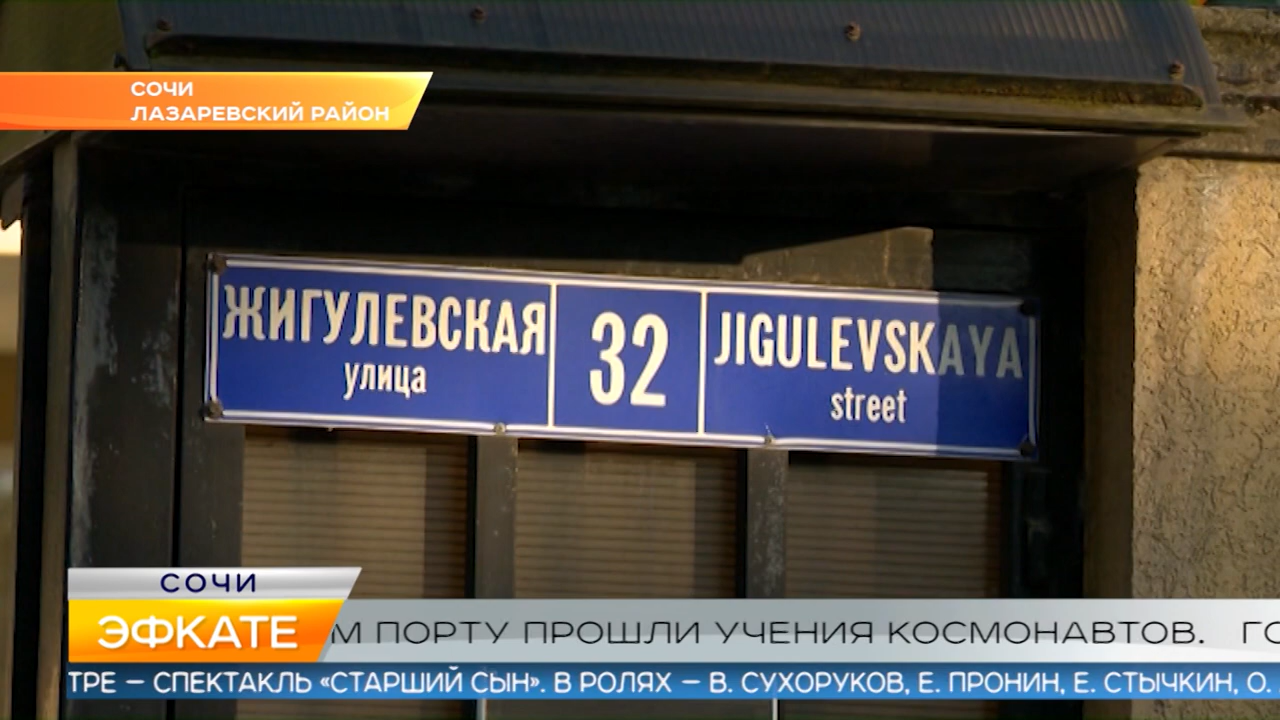 СОЧИ
ЛАЗАРЕВСКИЙ РАЙОН
ЖИГУЛЕВСКАЯ
улица
32
JIGULEVSKAYA
street
СОЧИ
ЭФКАТЕ
М ПОРТУ ПРОШЛИ УЧЕНИЯ КОСМОНАВТОВ. ГО
ТРЕ — СПЕКТАКЛЬ «СТАРШИЙ СЫН». В РОЛЯХ — В. СУХОРУКОВ, Е. ПРОНИН, Е. СТЫЧКИН, О.